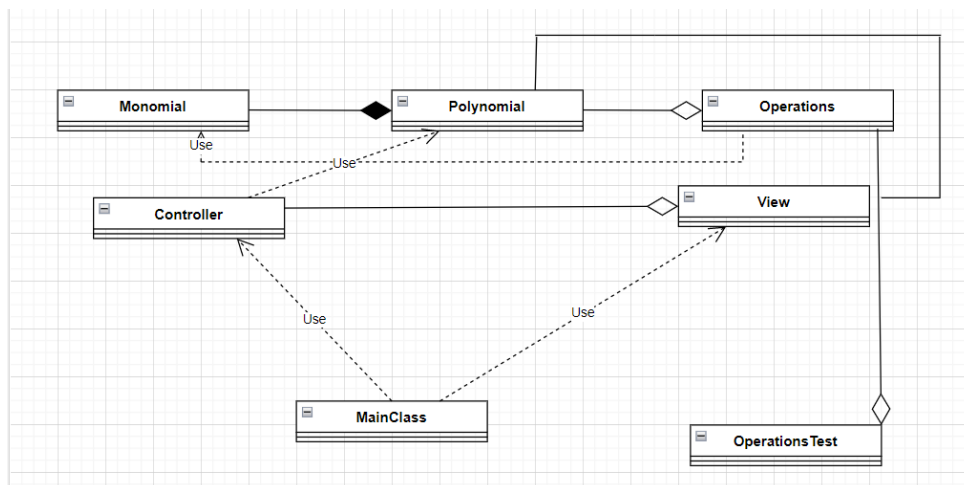 Monomial
Polynomial
Operations
Use
Use
Controller
View
Use
Use
MainClass
OperationsTest